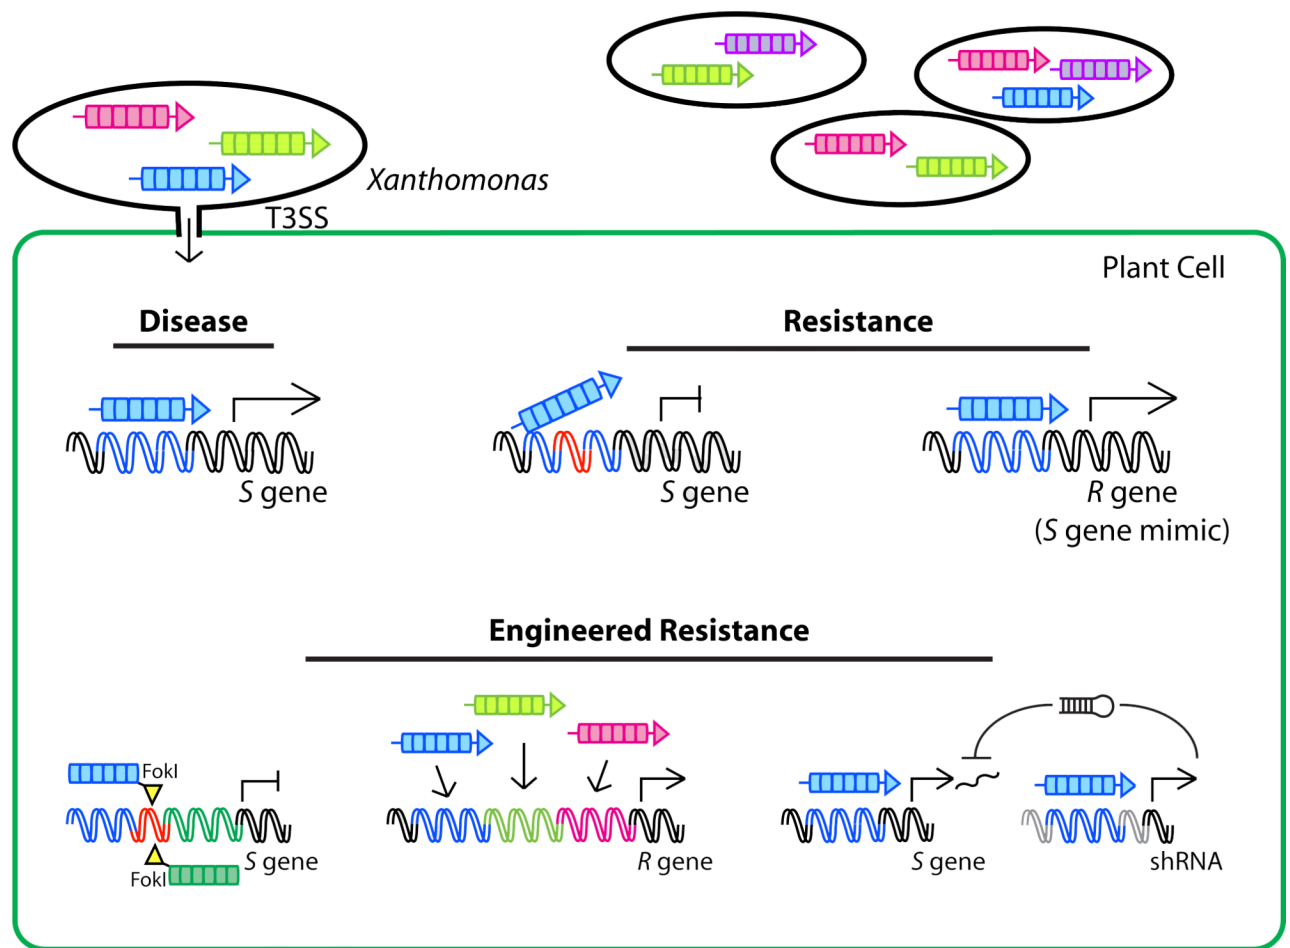 Xanthomonas
T3SS
Plant Cell
Disease
Resistance
S gene
S gene
R gene
(S gene mimic)
Engineered Resistance
FokI
FokI
S gene
R gene
S gene
shRNA